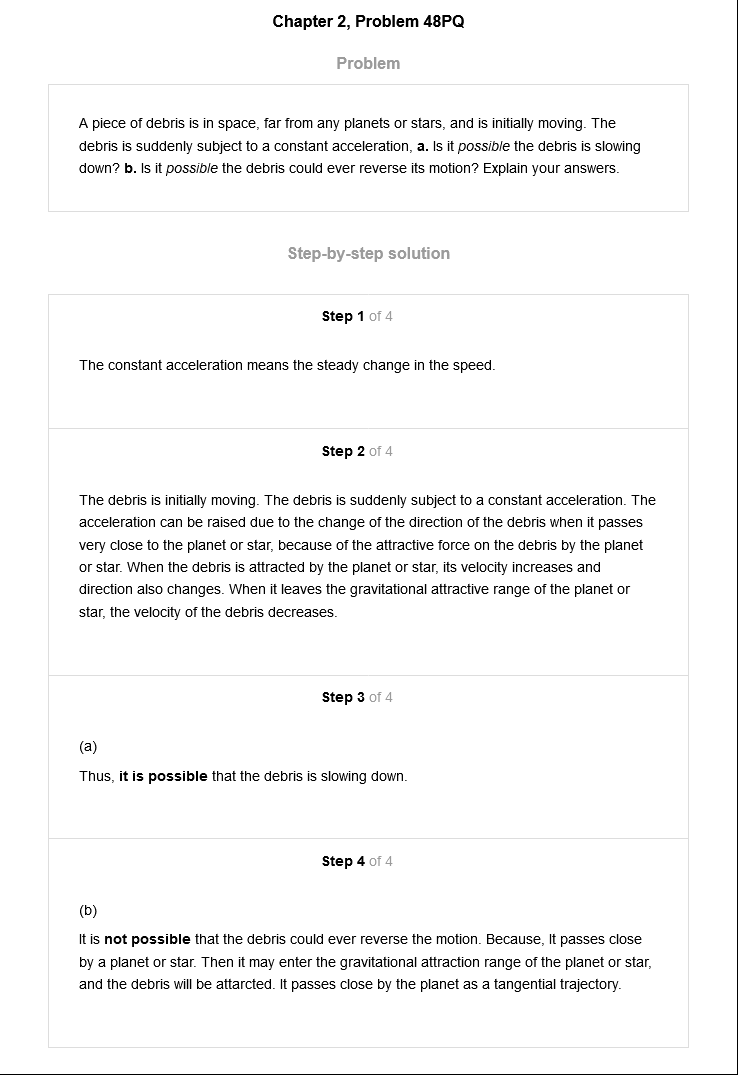 Chapter 2, Problem 48PQ
Problem
A piece of debris is in space, far from any planets or stars, and is initially moving. The
debris is suddenly subject to a constant acceleration, a. Is it possible the debris is slowing
down? b. Is it possible the debris could ever reverse its motion? Explain your answers.
Step-by-step solution
Step 1 of 4
The constant acceleration means the steady change in the speed.
Step 2 of 4
The debris is initially moving. The debris is suddenly subject to a constant acceleration. The
acceleration can be raised due to the change of the direction of the debris when it passes
very close to the planet or star, because of the attractive force on the debris by the planet
or star. When the debris is attracted by the planet or star, its velocity increases and
direction also changes. When it leaves the gravitational attractive range of the planet or
star, the velocity of the debris decreases.
Step 3 of 4
(a)
Thus, it is possible that the debris is slowing down.
Step 4 of 4
(b)
It is not possible that the debris could ever reverse the motion. Because, It passes close
by a planet or star. Then it may enter the gravitational attraction range of the planet or star,
and the debris will be attarcted. It passes close by the planet as a tangential trajectory.